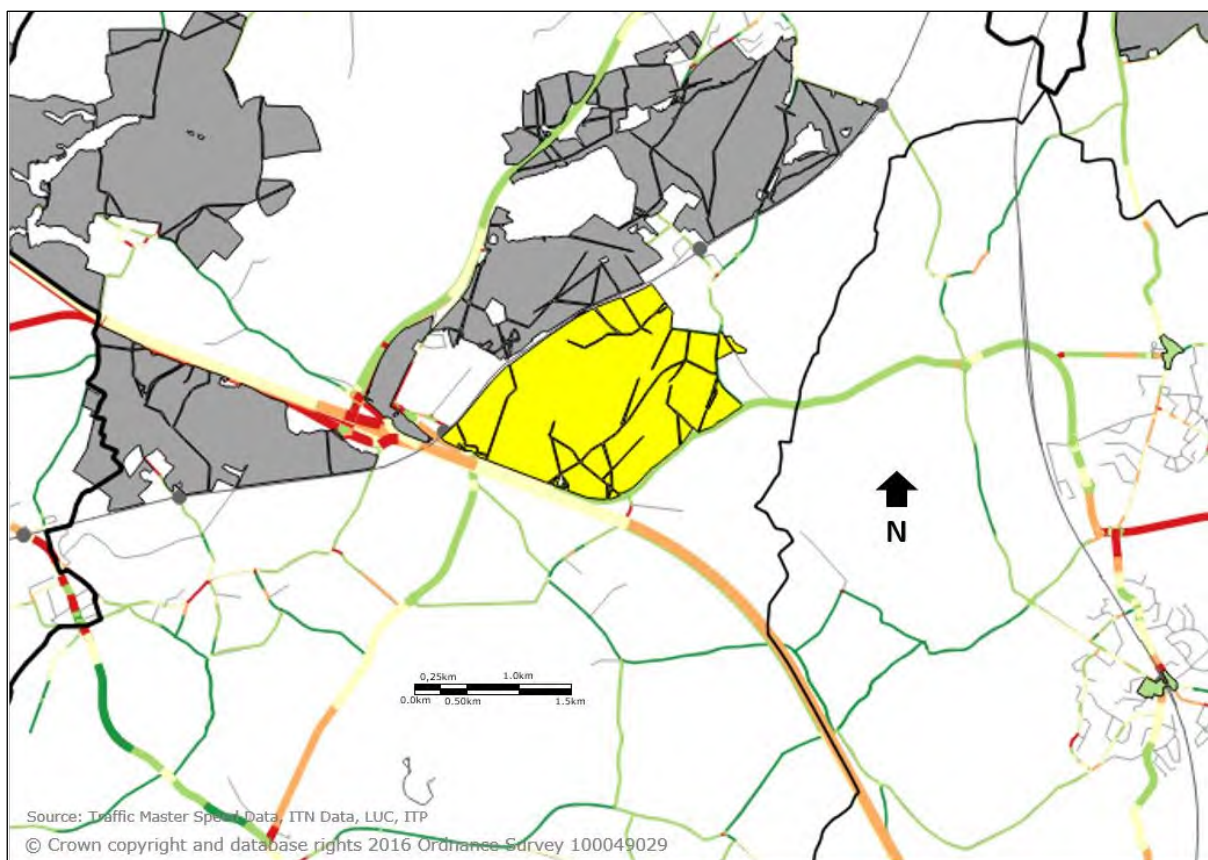 N
0,25km 1.0km
0.0km 0.50km 1.5km
Source: Traffic Master Speed Data, ITN Data, LUC, ITP
© Crown copyright and database rights 2016 Ordnance Survey 100049029